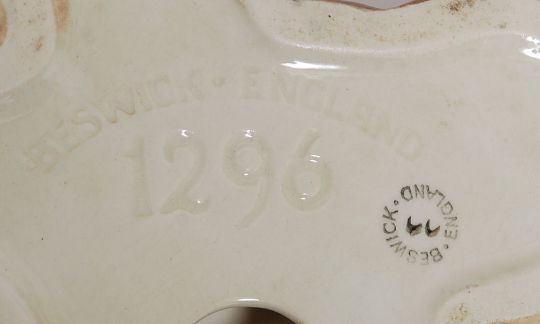 BESWICK · ENGLAND
1296
BESWICK · ENGLAND ·